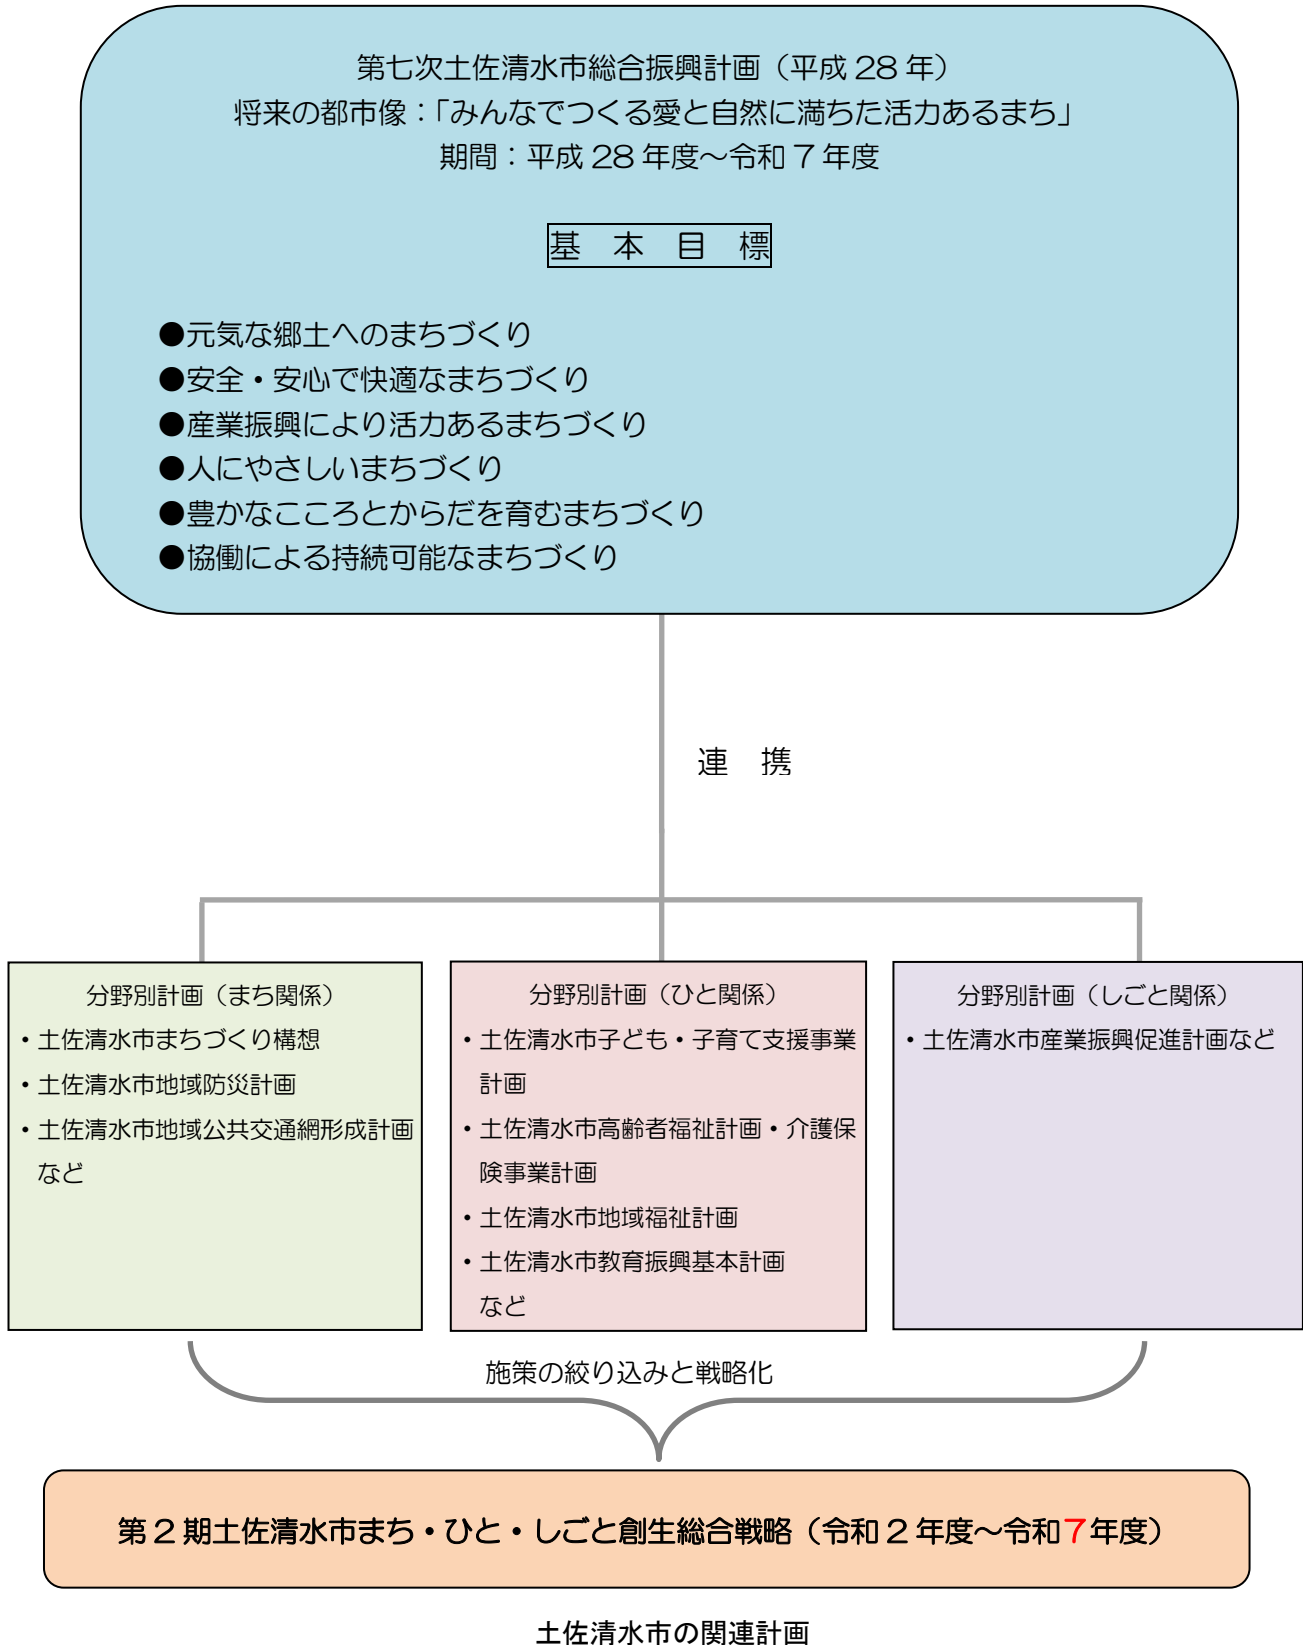 第七次土佐清水市総合振興計画（平成 28 年）
将来の都市像：「みんなでつくる愛と自然に満ちた活力あるまち」
期間：平成 28 年度～令和 7 年度
基　本　目　標
●元気な郷土へのまちづくり
●安全・安心で快適なまちづくり
●産業振興により活力あるまちづくり
●人にやさしいまちづくり
●豊かなこころとからだを育むまちづくり
●協働による持続可能なまちづくり
連　携
分野別計画（まち関係）
・土佐清水市まちづくり構想
・土佐清水市地域防災計画
・土佐清水市地域公共交通網形成計画
など
分野別計画（ひと関係）
・土佐清水市子ども・子育て支援事業
計画
・土佐清水市高齢者福祉計画・介護保
険事業計画
・土佐清水市地域福祉計画
・土佐清水市教育振興基本計画
など
分野別計画（しごと関係）
・土佐清水市産業振興促進計画など
施策の絞り込みと戦略化
第 2 期土佐清水市まち・ひと・しごと創生総合戦略（令和 2 年度～令和7年度）
土佐清水市の関連計画